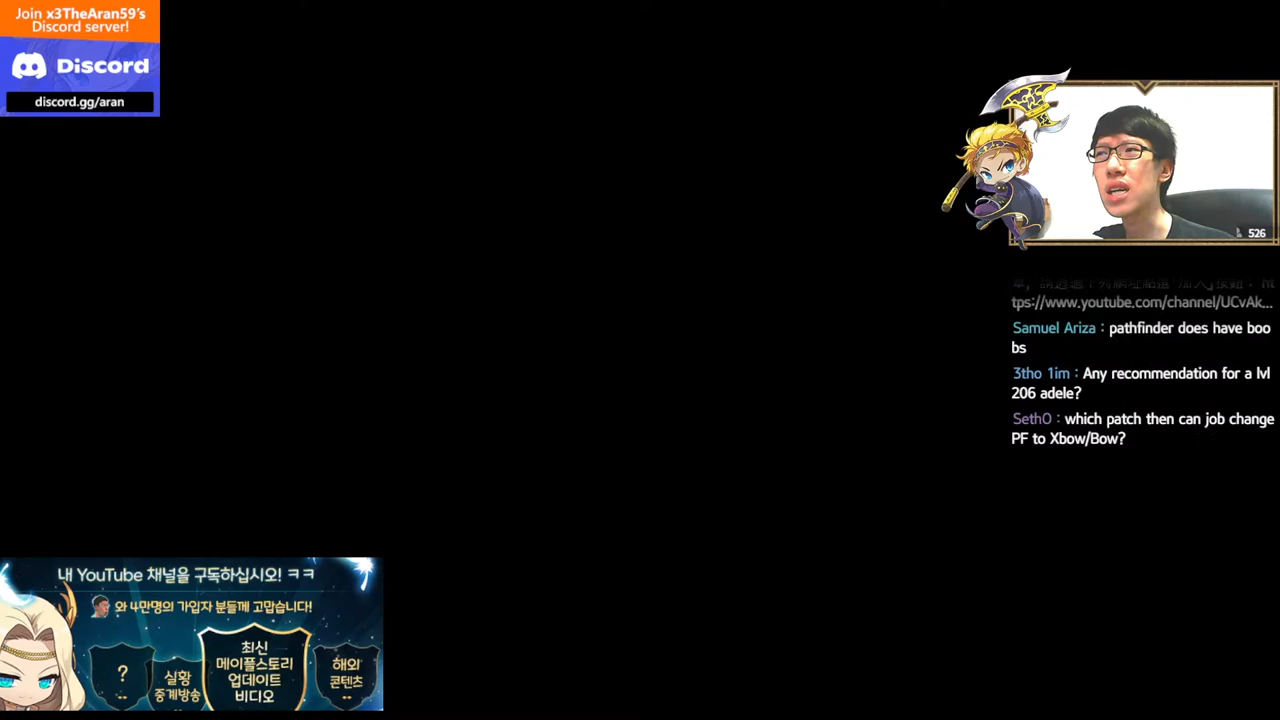 Join x3TheAran59's
Discord server!
Discord
discord.gg/aran
526
tps://www.youtube.com/channel/UCvAk...
Samuel Ariza : pathfinder does have boo
bs
3tho 1im : Any recommendation for a lvl
206 adele?
SethO : which patch then can job change
PF to Xbow/Bow?
내 YouTube 채널을 구독하십시오! ㅋㅋ
와 4만명의 가입자 분들께 고맙습니다!
?
--
실황
중계방송
최신
메이플스토리
업데이트
비디오
해외
콘텐츠
--